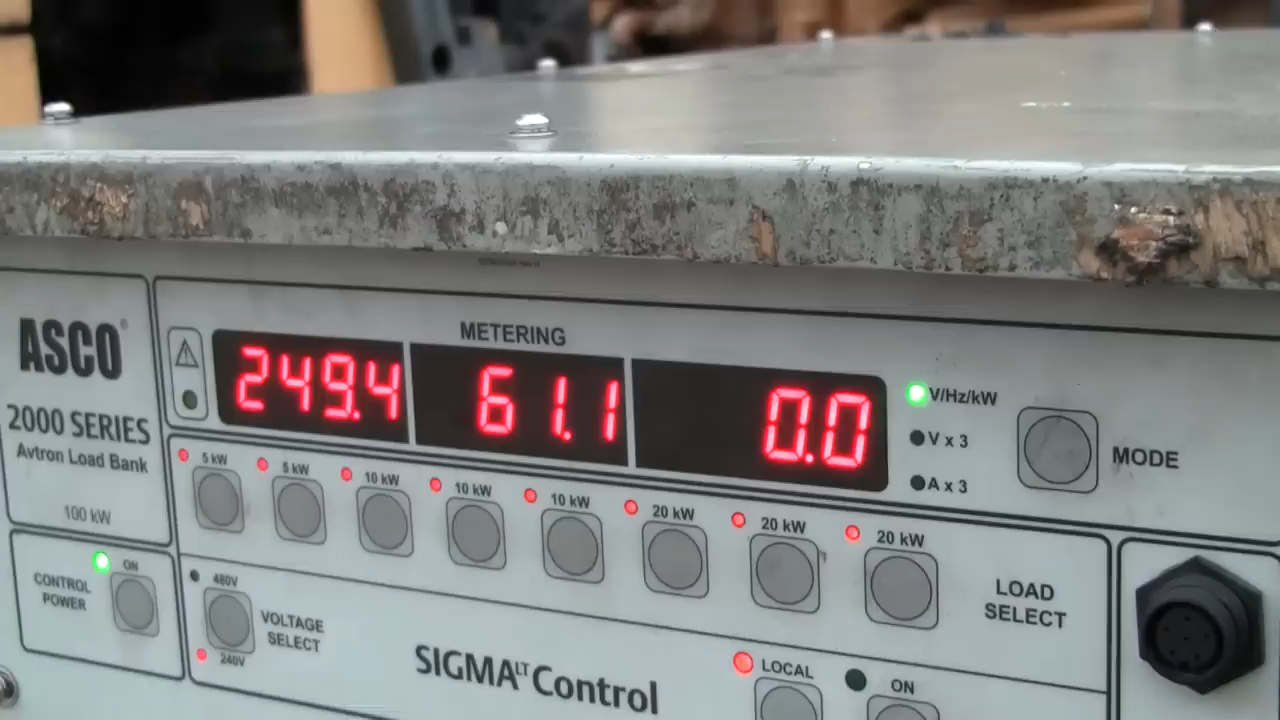 METERING
ASCO®
2000 SERIES
Avtron Load Bank
100 kW
249.4 61.1 0.0
V/Hz/kW
V x 3
A x 3
MODE
5 kW 5 kW 10 kW 10 kW 10 kW 20 kW 20 kW 20 kW
LOAD
SELECT
CONTROL
POWER
ON
480V
240V
VOLTAGE
SELECT
SIGMA LT Control
LOCAL
ON